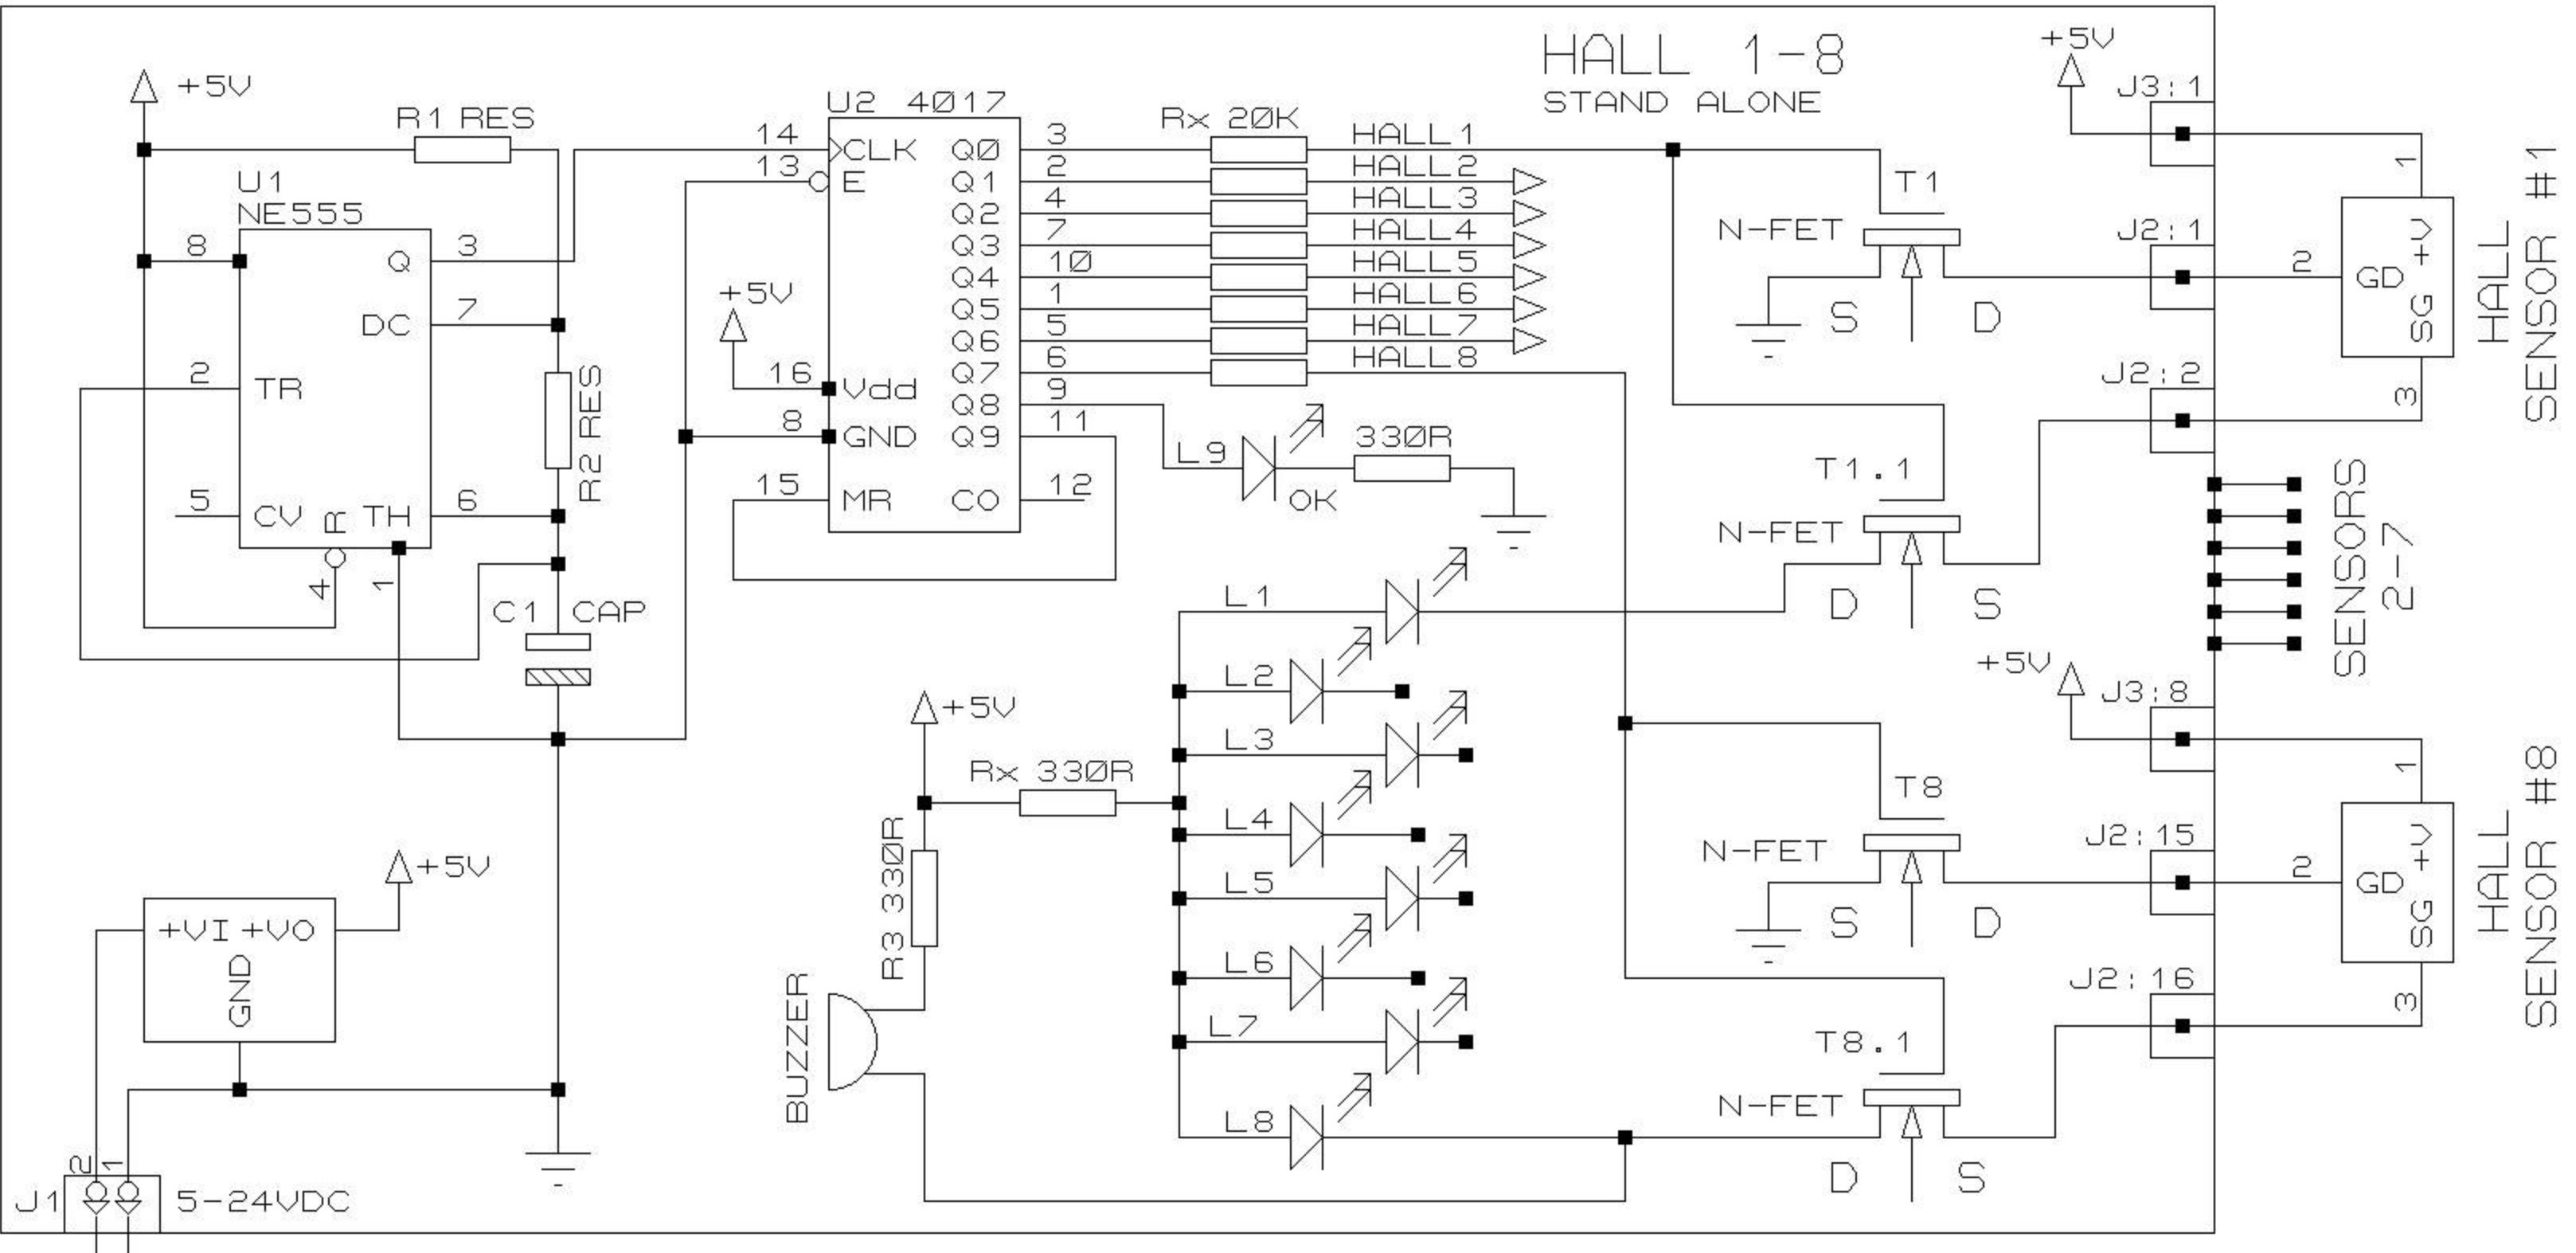 HALL 1-8
STAND ALONE
+5V
R1 RES
U1
NE555
8
Q
3
DC
7
2
TR
5
CV
R
TH
6
4
1
R2 RES
C1 CAP
U2 4017
14
CLK
13
E
+5V
16
Vdd
8
GND
15
MR
Q0
3
Q1
2
Q2
4
Q3
7
Q4
10
Q5
1
Q6
5
Q7
6
Q8
9
Q9
11
CO
12
Rx 20K
HALL1
HALL2
HALL3
HALL4
HALL5
HALL6
HALL7
HALL8
L9
OK
330R
T1
N-FET
S
D
T1.1
N-FET
D
S
+5V
J3:1
J2:1
J2:2
1
2
3
GD
+V
SG
HALL
SENSOR #1
SENSORS
2-7
+5V
J3:8
J2:15
J2:16
1
2
3
GD
+V
SG
HALL
SENSOR #8
T8
N-FET
S
D
T8.1
N-FET
D
S
+5V
Rx 330R
R3 330R
BUZZER
L1
L2
L3
L4
L5
L6
L7
L8
+5V
+VI +VO
GND
2
1
J1
5-24VDC